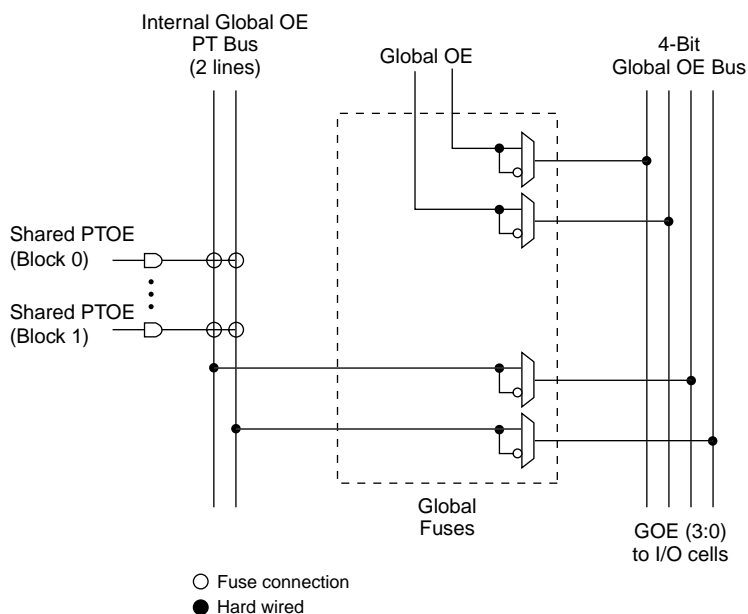 Internal Global OE
PT Bus
(2 lines)
Global OE
4-Bit
Global OE Bus
Shared PTOE
(Block 0)
Shared PTOE
(Block 1)
Global
Fuses
GOE (3:0)
to I/O cells
Fuse connection
Hard wired